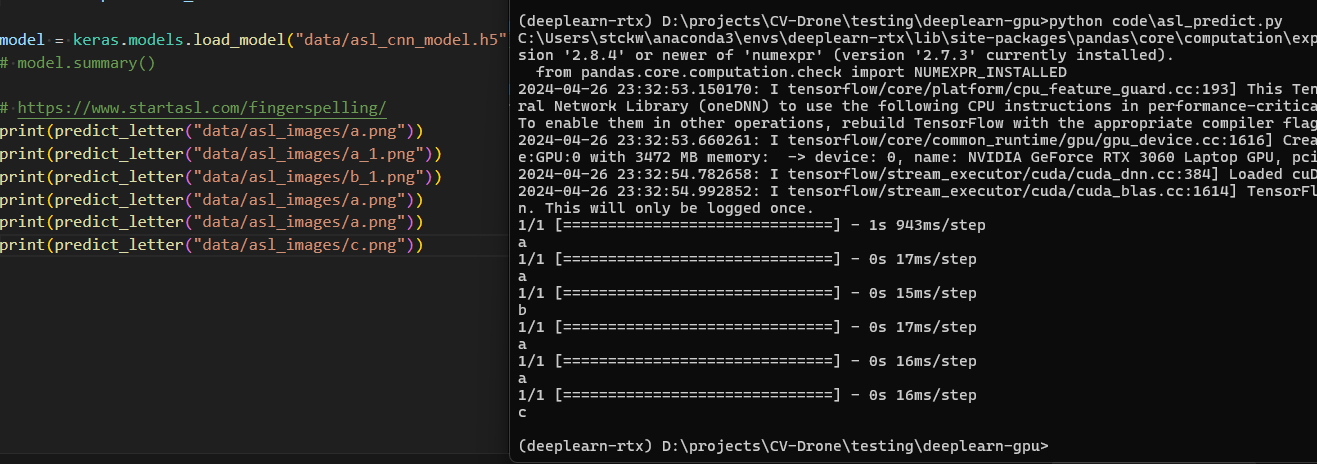 model = keras.models.load_model("data/asl_cnn_model.h5"
# model.summary()
# https://www.startasl.com/fingerspelling/
print(predict_letter("data/asl_images/a.png"))
print(predict_letter("data/asl_images/a_1.png"))
print(predict_letter("data/asl_images/b_1.png"))
print(predict_letter("data/asl_images/a.png"))
print(predict_letter("data/asl_images/a.png"))
print(predict_letter("data/asl_images/c.png"))
(deeplearn-rtx) D:\projects\CV-Drone\testing\deeplearn-gpu>python code\asl_predict.py
C:\Users\stckw\anaconda3\envs\deeplearn-rtx\lib\site-packages\pandas\core\computation\exp
sion '2.8.4' or newer of 'numexpr' (version '2.7.3' currently installed).
from pandas.core.computation.check import NUMEXPR_INSTALLED
2024-04-26 23:32:53.150170: I tensorflow/core/platform/cpu_feature_guard.cc:193] This Ten
ral Network Library (oneDNN) to use the following CPU instructions in performance-critica
To enable them in other operations, rebuild TensorFlow with the appropriate compiler flag
2024-04-26 23:32:53.660261: I tensorflow/core/common_runtime/gpu/gpu_device.cc:1616] Crea
e:GPU:0 with 3472 MB memory:  -> device: 0, name: NVIDIA GeForce RTX 3060 Laptop GPU, pci
2024-04-26 23:32:54.782658: I tensorflow/stream_executor/cuda/cuda_dnn.cc:384] Loaded cuD
2024-04-26 23:32:54.992852: I tensorflow/stream_executor/cuda/cuda_blas.cc:1614] TensorFl
n. This will only be logged once.
1/1 [==============================] - 1s 943ms/step
a
1/1 [==============================] - 0s 17ms/step
a
1/1 [==============================] - 0s 15ms/step
b
1/1 [==============================] - 0s 17ms/step
a
1/1 [==============================] - 0s 16ms/step
a
1/1 [==============================] - 0s 16ms/step
c
(deeplearn-rtx) D:\projects\CV-Drone\testing\deeplearn-gpu>